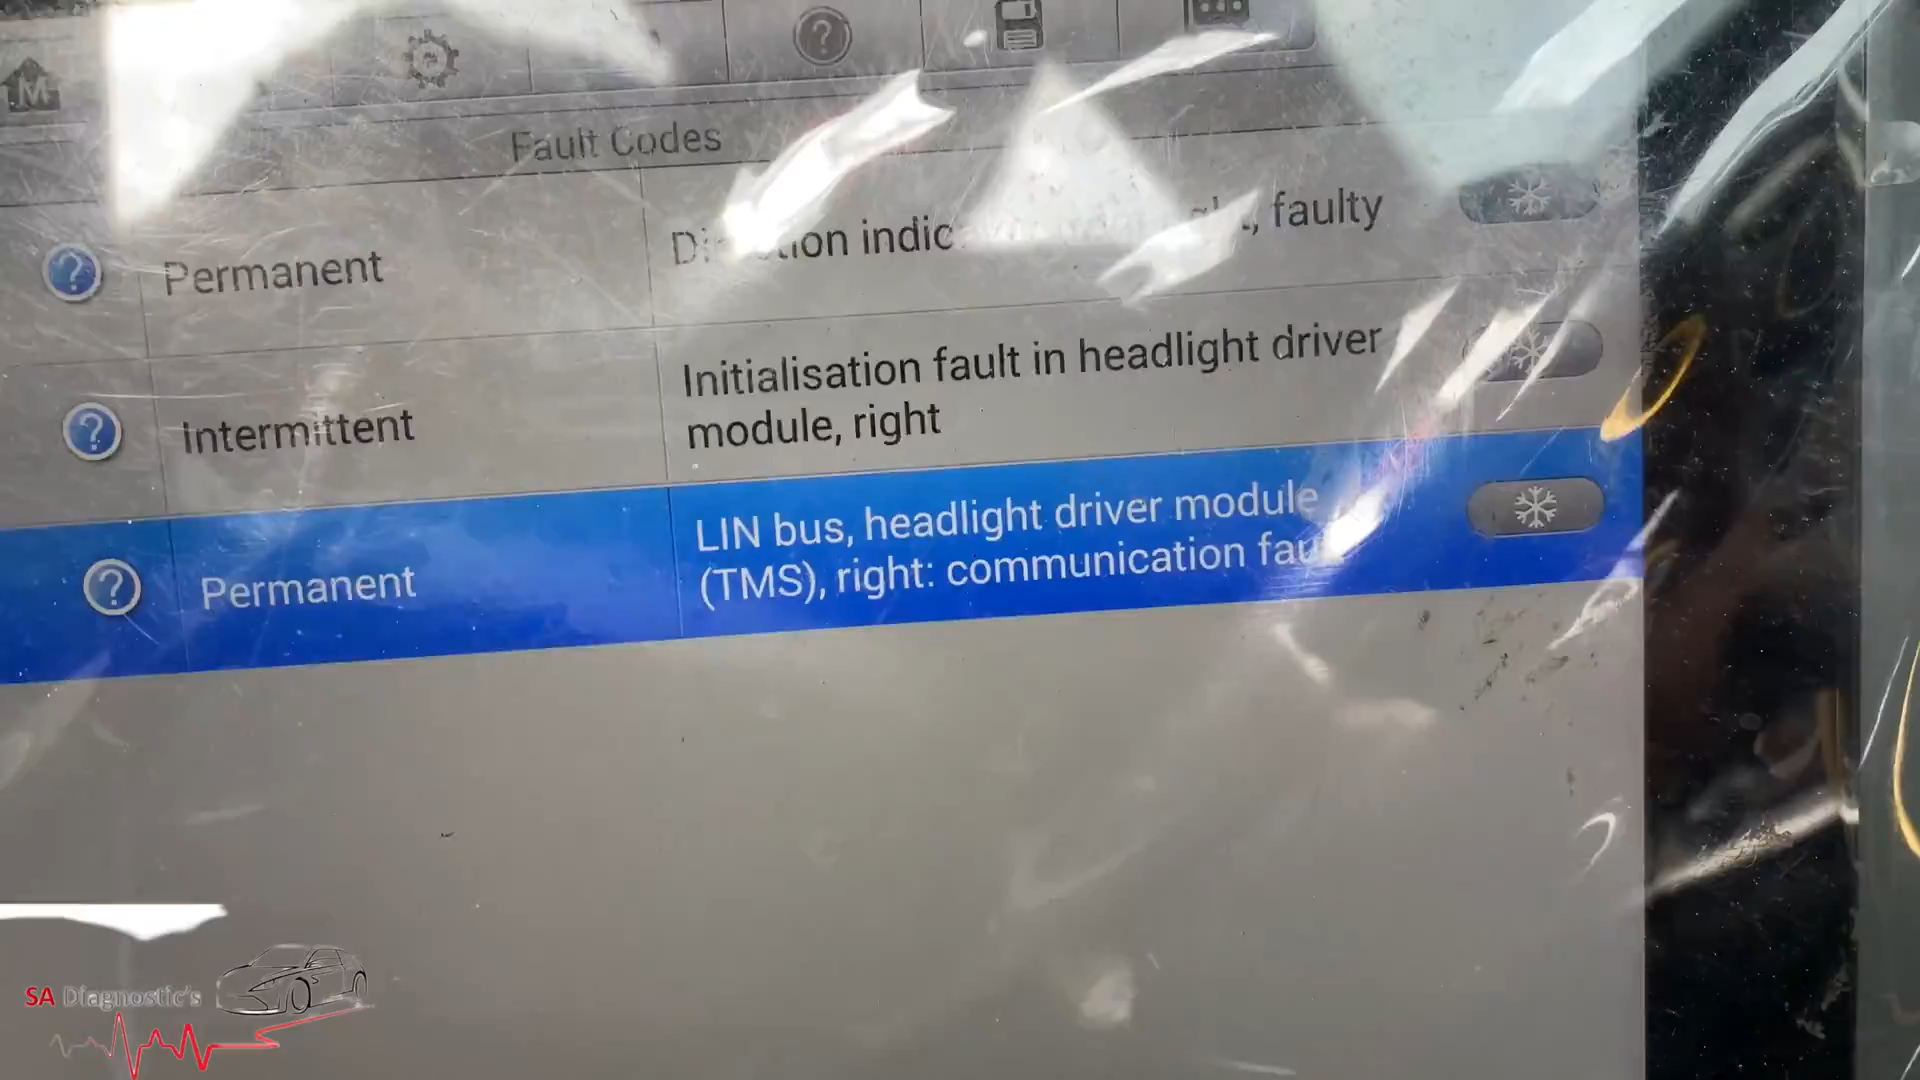 M
Fault Codes
Permanent
indic
, faulty
Intermittent
Initialisation fault in headlight driver
module, right
Permanent
LIN bus, headlight driver module
(TMS), right: communication
SA Diagnostic's